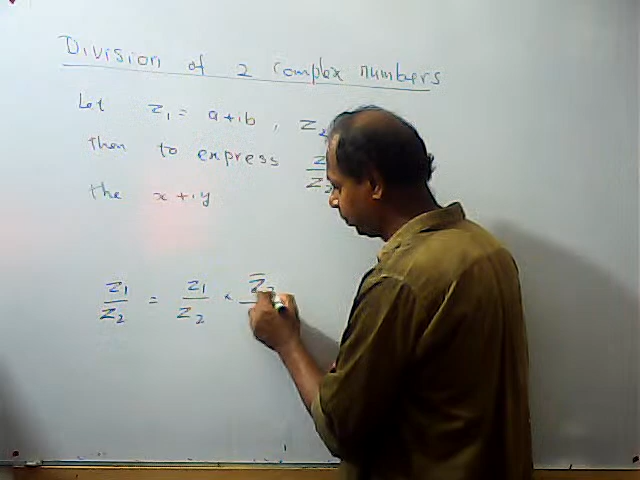 Division of 2 complex numbers
Let z₁ = a+ib , z₂
then to express z/z₂
the x+iy
z₁/z₂ = z₁/z₂ × z̄₂